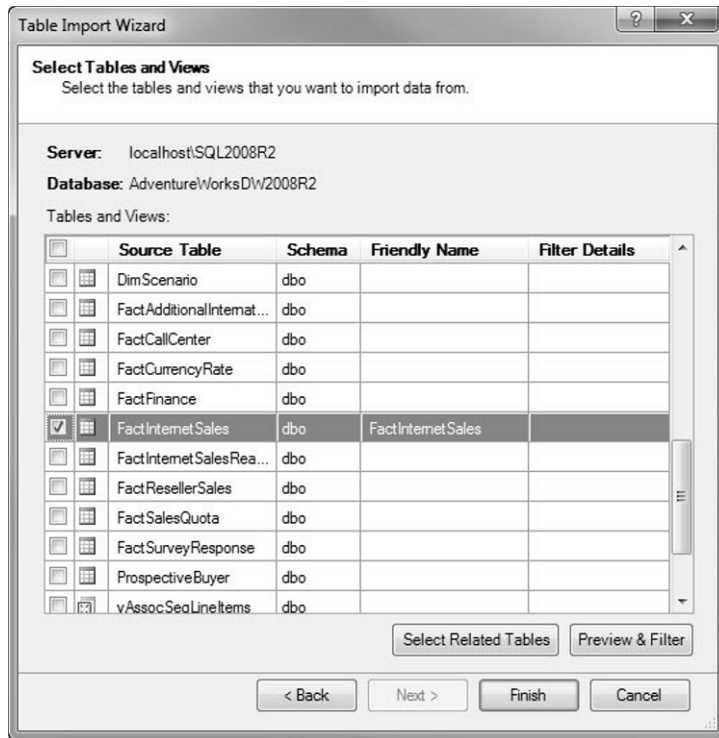 Table Import Wizard
Select Tables and Views
Select the tables and views that you want to import data from.
Server: localhost\SQL2008R2
Database: AdventureWorksDW2008R2
Tables and Views:
Source Table Schema Friendly Name Filter Details
DimScenario dbo
FactAdditionalInternat... dbo
FactCallCenter dbo
FactCurrencyRate dbo
FactFinance dbo
FactInternetSales dbo FactInternetSales
FactInternetSalesRea... dbo
FactResellerSales dbo
FactSalesQuota dbo
FactSurveyResponse dbo
ProspectiveBuyer dbo
vAssocSeqLineItems dbo
Select Related Tables Preview & Filter
< Back Next > Finish Cancel